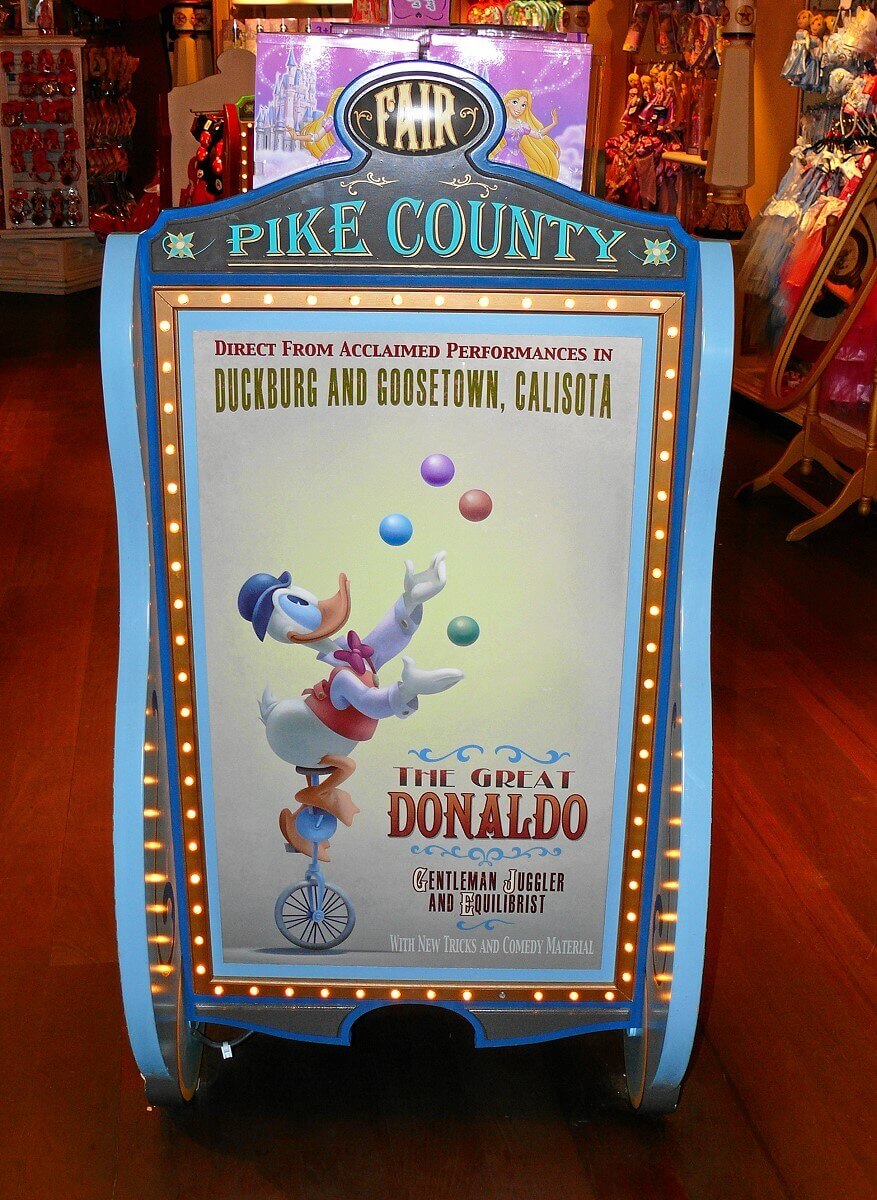 FAIR
PIKE COUNTY
DIRECT FROM ACCLAIMED PERFORMANCES IN
DUCKBURG AND GOOSETOWN, CALISOTA
THE GREAT
DONALDO
GENTLEMAN JUGGLER
AND EQUILIBRIST
WITH NEW TRICKS AND COMEDY MATERIAL